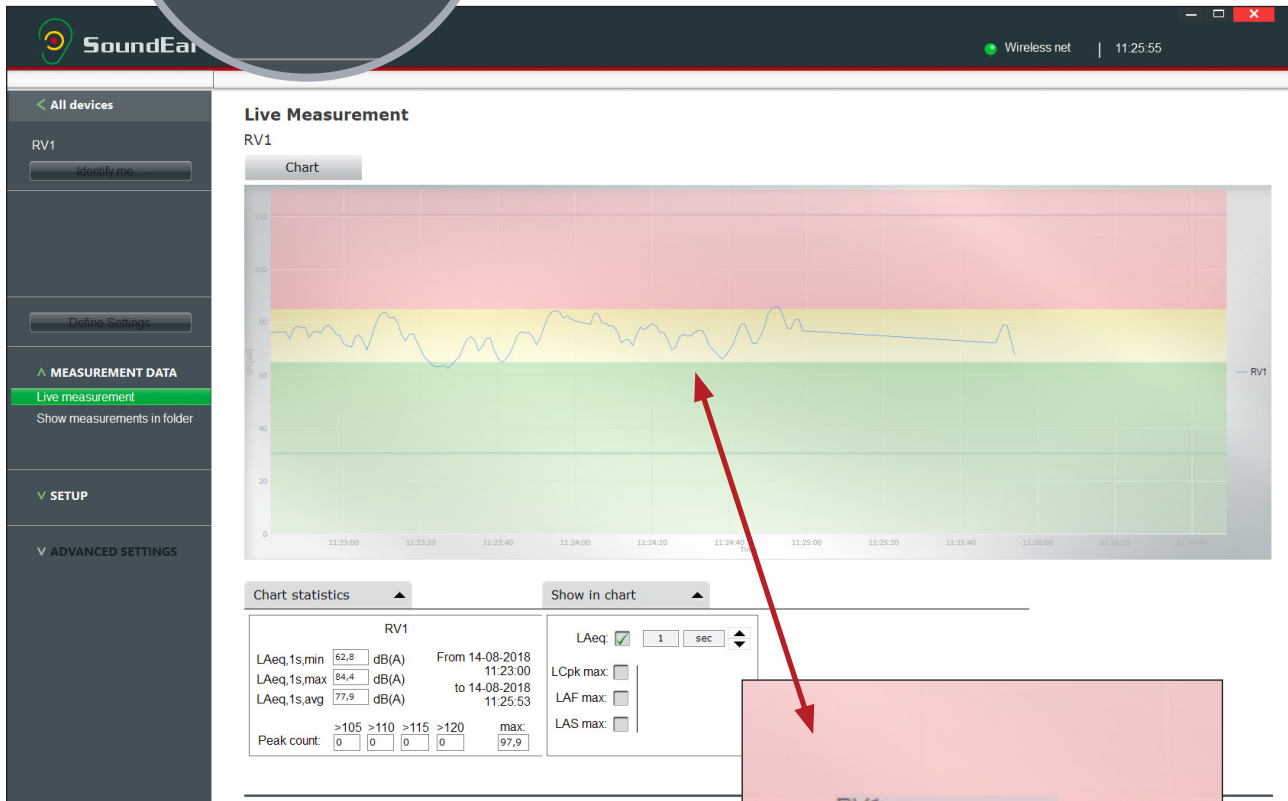 SoundEar
Wireless net | 11:25:55
< All devices
RV1
Identify me...
Define Settings
MEASUREMENT DATA
Live measurement
Show measurements in folder
SETUP
ADVANCED SETTINGS
Live Measurement
RV1
Chart
120
100
80
60
40
20
0
11:23:00 11:23:20 11:23:40 11:24:00 11:24:20 11:24:40 11:25:00 11:25:20 11:25:40 11:26:00
RV1
Chart statistics
RV1
LAeq,1s,min 62,8 dB(A)
LAeq,1s,max 84,4 dB(A)
LAeq,1s,avg 77,9 dB(A)
From 14-08-2018
11:23:00
to 14-08-2018
11:25:53
>105 >110 >115 >120 max:
Peak count: 0 0 0 0 97,9
Show in chart
LAeq: 1 sec
LCpk max:
LAF max:
LAS max: